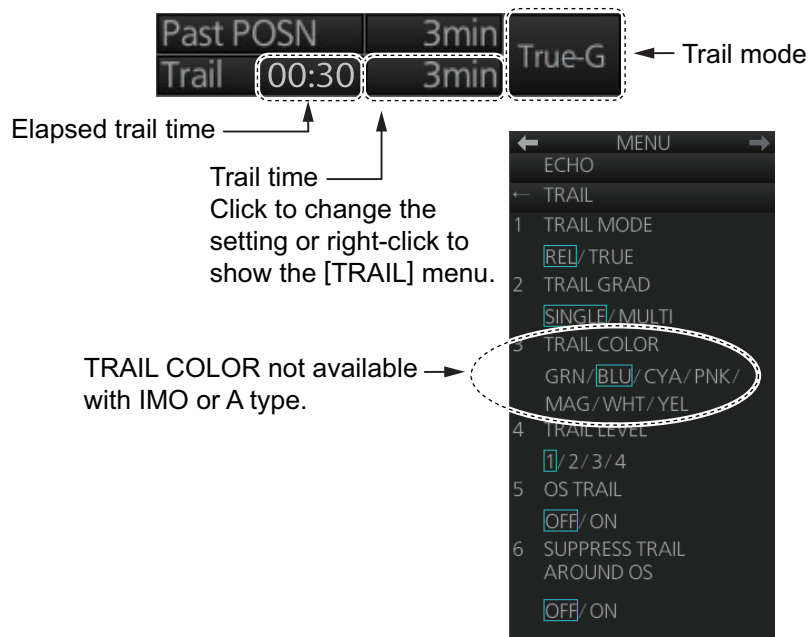 Past POSN 3min
Trail 00:30 3min
True-G
Trail mode
Elapsed trail time
Trail time
Click to change the
setting or right-click to
show the [TRAIL] menu.
TRAIL COLOR not available
with IMO or A type.
MENU
ECHO
← TRAIL
1 TRAIL MODE
REL/TRUE
2 TRAIL GRAD
SINGLE/MULTI
3 TRAIL COLOR
GRN/BLU/CYA/PNK/
MAG/WHT/YEL
4 TRAIL LEVEL
1/2/3/4
5 OS TRAIL
OFF/ON
6 SUPPRESS TRAIL
AROUND OS
OFF/ON